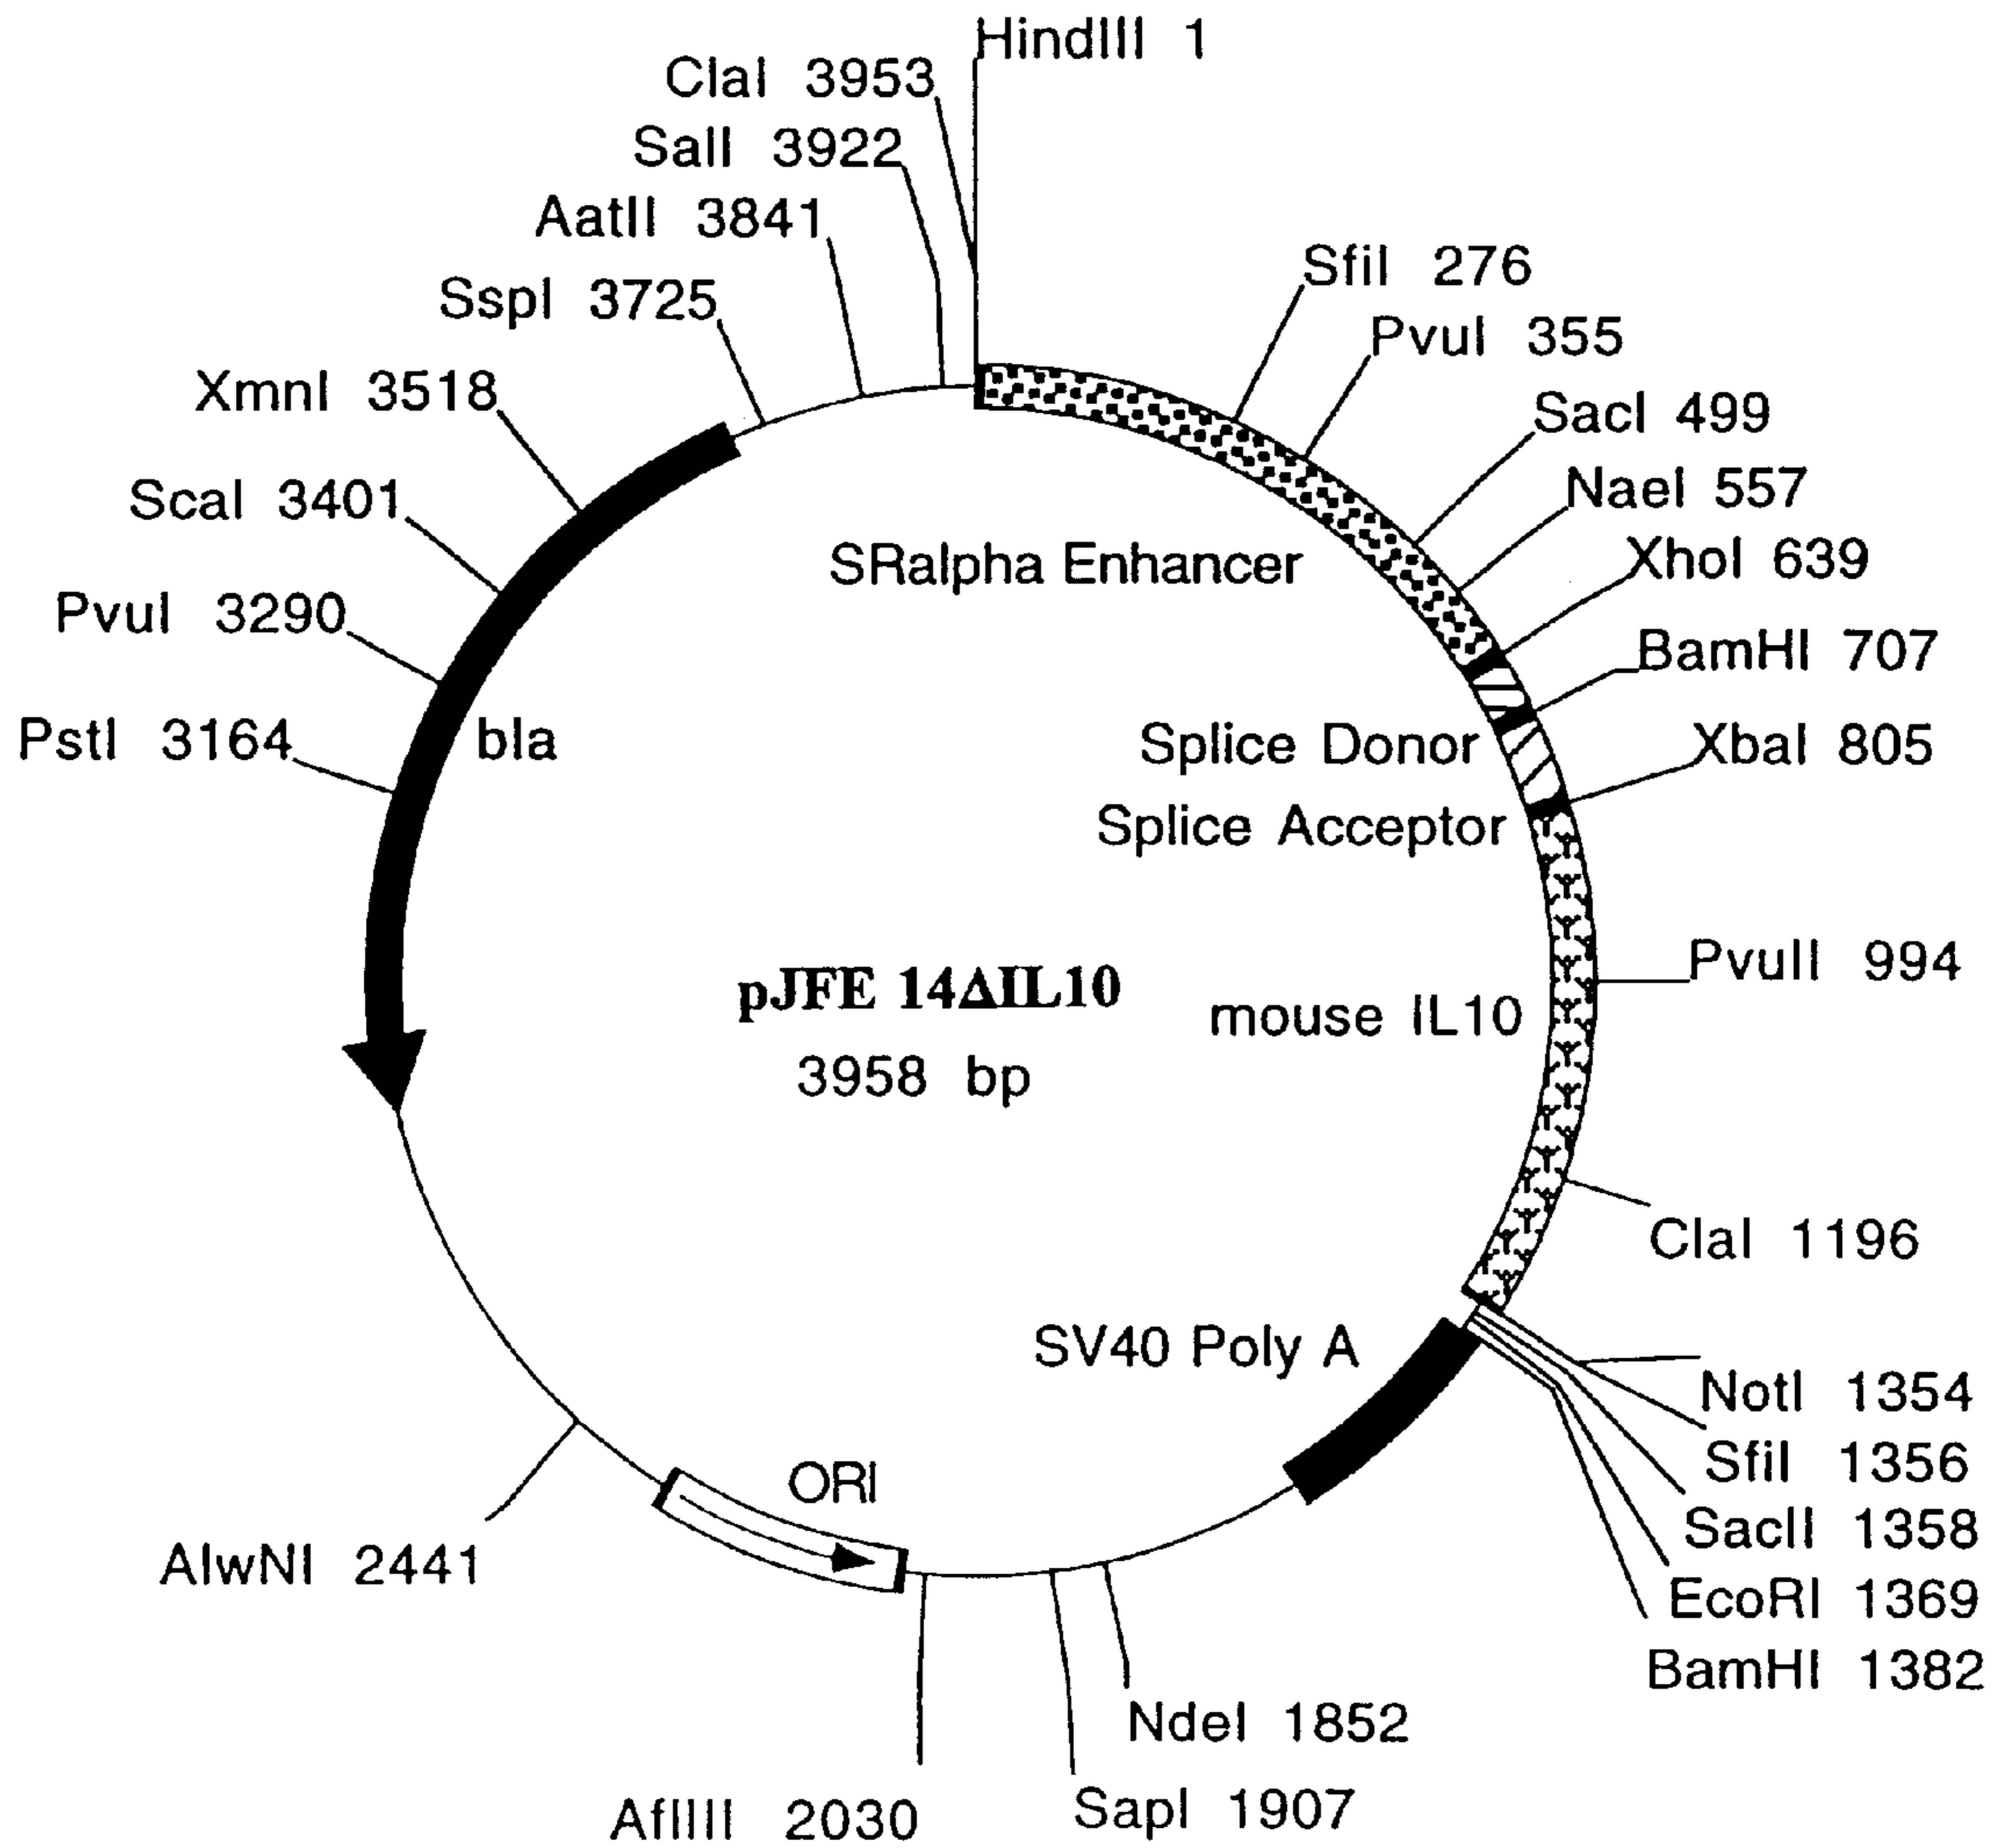 HindIII 1
ClaI 3953
SalI 3922
AatII 3841
SspI 3725
XmnI 3518
ScaI 3401
PvuI 3290
PstI 3164
SfiI 276
PvuI 355
SacI 499
NaeI 557
XhoI 639
BamHI 707
XbaI 805
PvuII 994
ClaI 1196
NotI 1354
SfiI 1356
SacII 1358
EcoRI 1369
BamHI 1382
NdeI 1852
SapI 1907
AflIII 2030
AlwNI 2441
SRalpha Enhancer
Splice Donor
Splice Acceptor
bla
mouse IL10
pJFE 14ΔIL10
3958 bp
SV40 Poly A
ORI